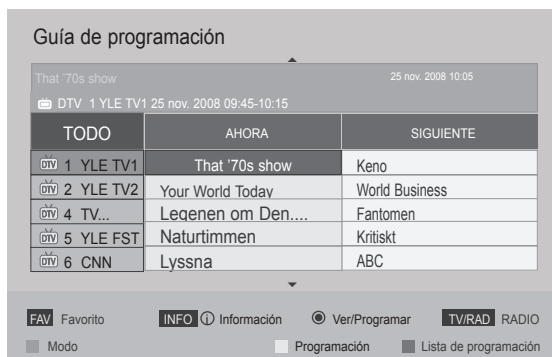 Guía de programación
That '70s show 25 nov. 2008 10:05
DTV 1 YLE TV1 25 nov. 2008 09:45-10:15
TODO AHORA SIGUIENTE
DTV 1 YLE TV1 That '70s show Keno
DTV 2 YLE TV2 Your World Today World Business
DTV 4 TV... Legenen om Den.... Fantomen
DTV 5 YLE FST Naturtimmen Kritiskt
DTV 6 CNN Lyssna ABC
FAV Favorito INFO ⓘ Información Ver/Programar TV/RAD RADIO
Modo Programación Lista de programación